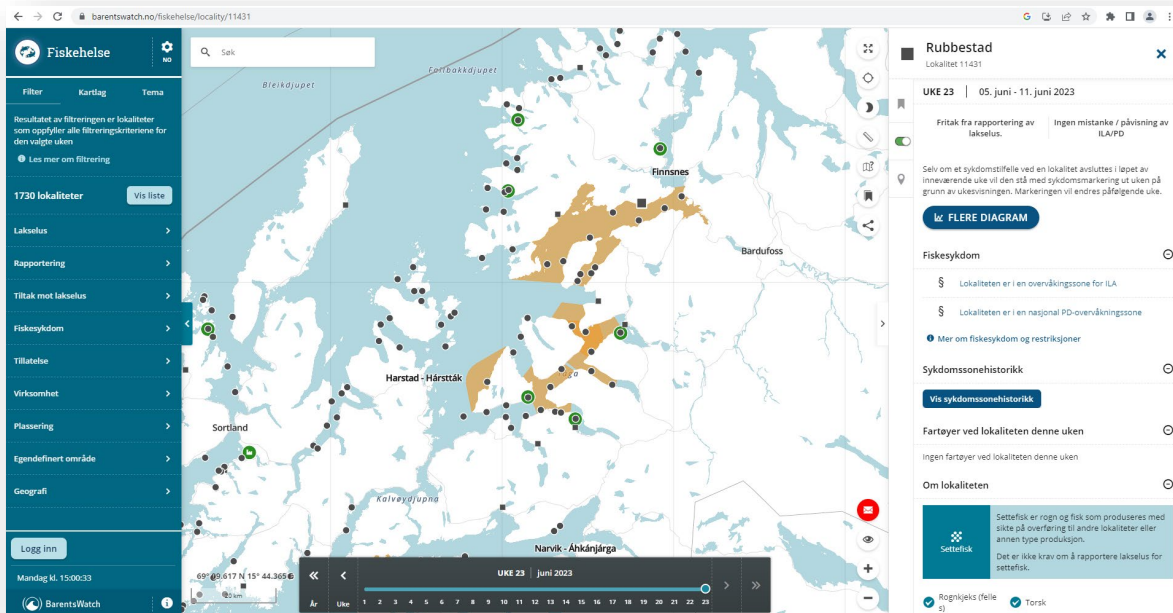 barentswatch.no/fiskehelse/locality/11431
Fiskehelse
NO
Filter Kartlag Tema
Resultatet av filtreringen er lokaliteter
som oppfyller alle filtreringskriteriene for
den valgte uken
Les mer om filtrering
1730 lokaliteter Vis liste
Lakselus
Rapportering
Tiltak mot lakselus
Fiskesykdom
Tillatelse
Virksomhet
Plassering
Egendefinert område
Geografi
Logg inn
Mandag kl. 15:00:33
BarentsWatch
Søk
Bleikdjupet
Finnsnes
Bardufoss
Harstad - Hárstták
Sortland
Kalvøydjupna
Narvik - Áhkánjárga
20km
UKE 23 | juni 2023
År Uke 1 2 3 4 5 6 7 8 9 10 11 12 13 14 15 16 17 18 19 20 21 22 23
Rubbestad
Lokalitet 11431
UKE 23 | 05. juni - 11. juni 2023
Fritak fra rapportering av
lakselus.
Ingen mistanke / påvisning av
ILA/PD
Selv om et sykdomstilfelle ved en lokalitet avsluttes i løpet av
inneværende uke vil den stå med sykdomsmarkering ut uken på
grunn av ukesvisningen. Markeringen vil endres påfølgende uke.
FLERE DIAGRAM
Fiskesykdom
§ Lokaliteten er i en overvåkingssone for ILA
§ Lokaliteten er i en nasjonal PD-overvåkningssone
Mer om fiskesykdom og restriksjoner
Sykdomssonehistorikk
Vis sykdomssonehistorikk
Fartøyer ved lokaliteten denne uken
Ingen fartøyer ved lokaliteten denne uken
Om lokaliteten
Settefisk
Settefisk er rogn og fisk som produseres med
sikte på overføring til andre lokaliteter eller
annen type produksjon.
Det er ikke krav om å rapportere lakselus for
settefisk.
Rognkjeks (felle
s)
Torsk